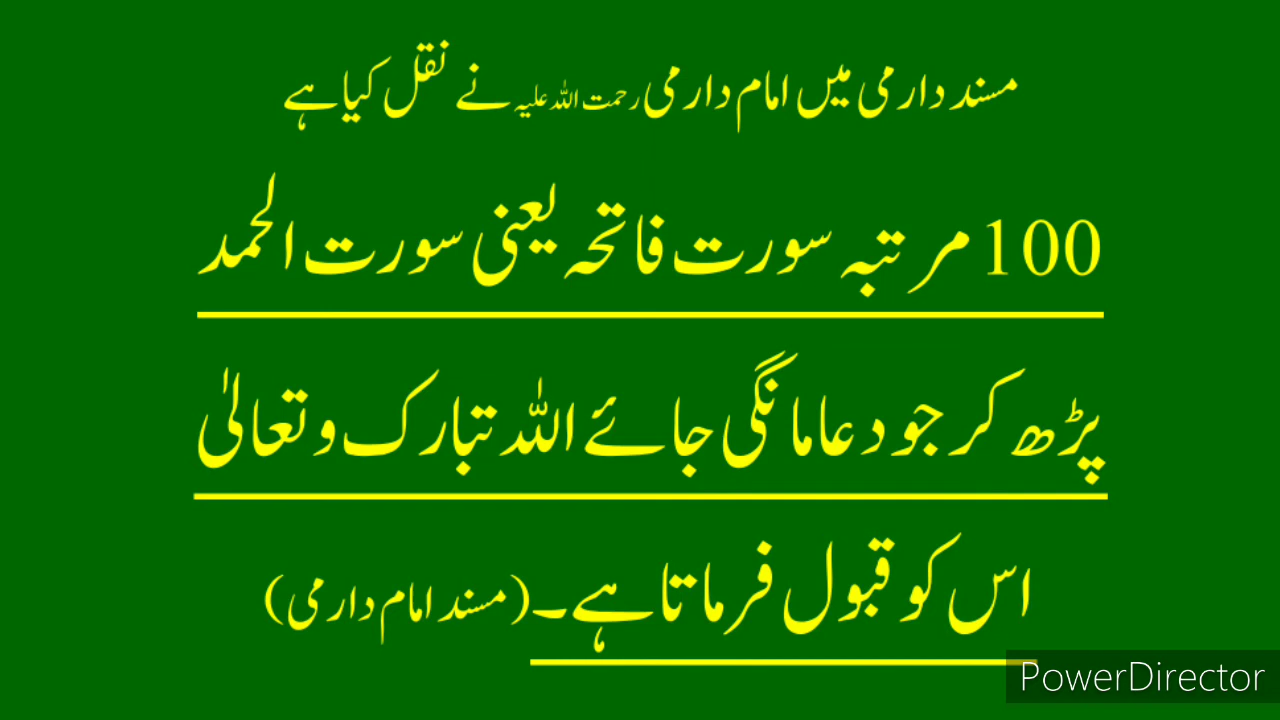 مسند دارمی میں امام دارمی رحمت اللہ علیہ نے نقل کیا ہے
100 مرتبہ سورت فاتحہ یعنی سورت الحمد
پڑھ کر جو دعا مانگی جائے اللہ تبارک و تعالیٰ
اس کو قبول فرماتا ہے۔ (مسند امام دارمی)
PowerDirector